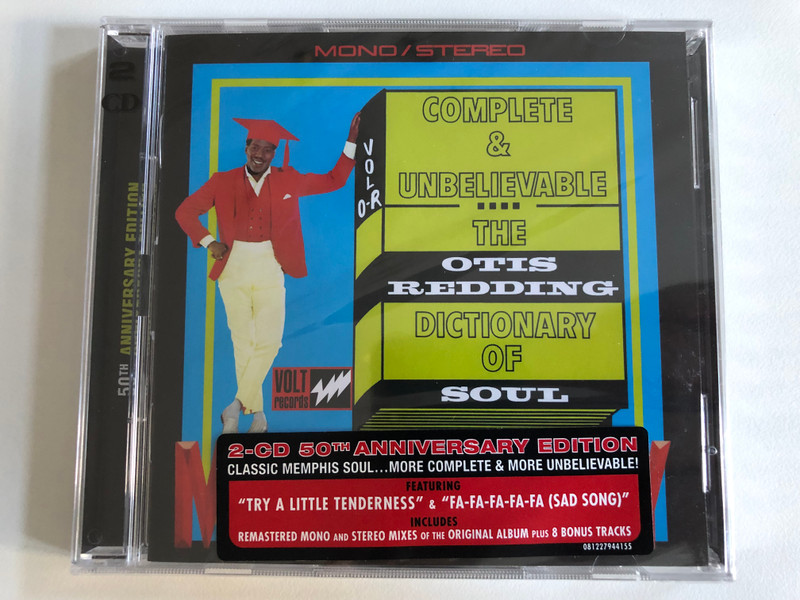 MONO/STEREO
2
CD
50TH ANNIVERSARY EDITION
VOL
O-R
COMPLETE
&
UNBELIEVABLE
THE
OTIS
REDDING
DICTIONARY
OF
SOUL
VOLT
records
2-CD 50TH ANNIVERSARY EDITION
CLASSIC MEMPHIS SOUL...MORE COMPLETE & MORE UNBELIEVABLE!
FEATURING
"TRY A LITTLE TENDERNESS" & "FA-FA-FA-FA-FA (SAD SONG)"
INCLUDES
REMASTERED MONO AND STEREO MIXES OF THE ORIGINAL ALBUM PLUS 8 BONUS TRACKS
081227944155